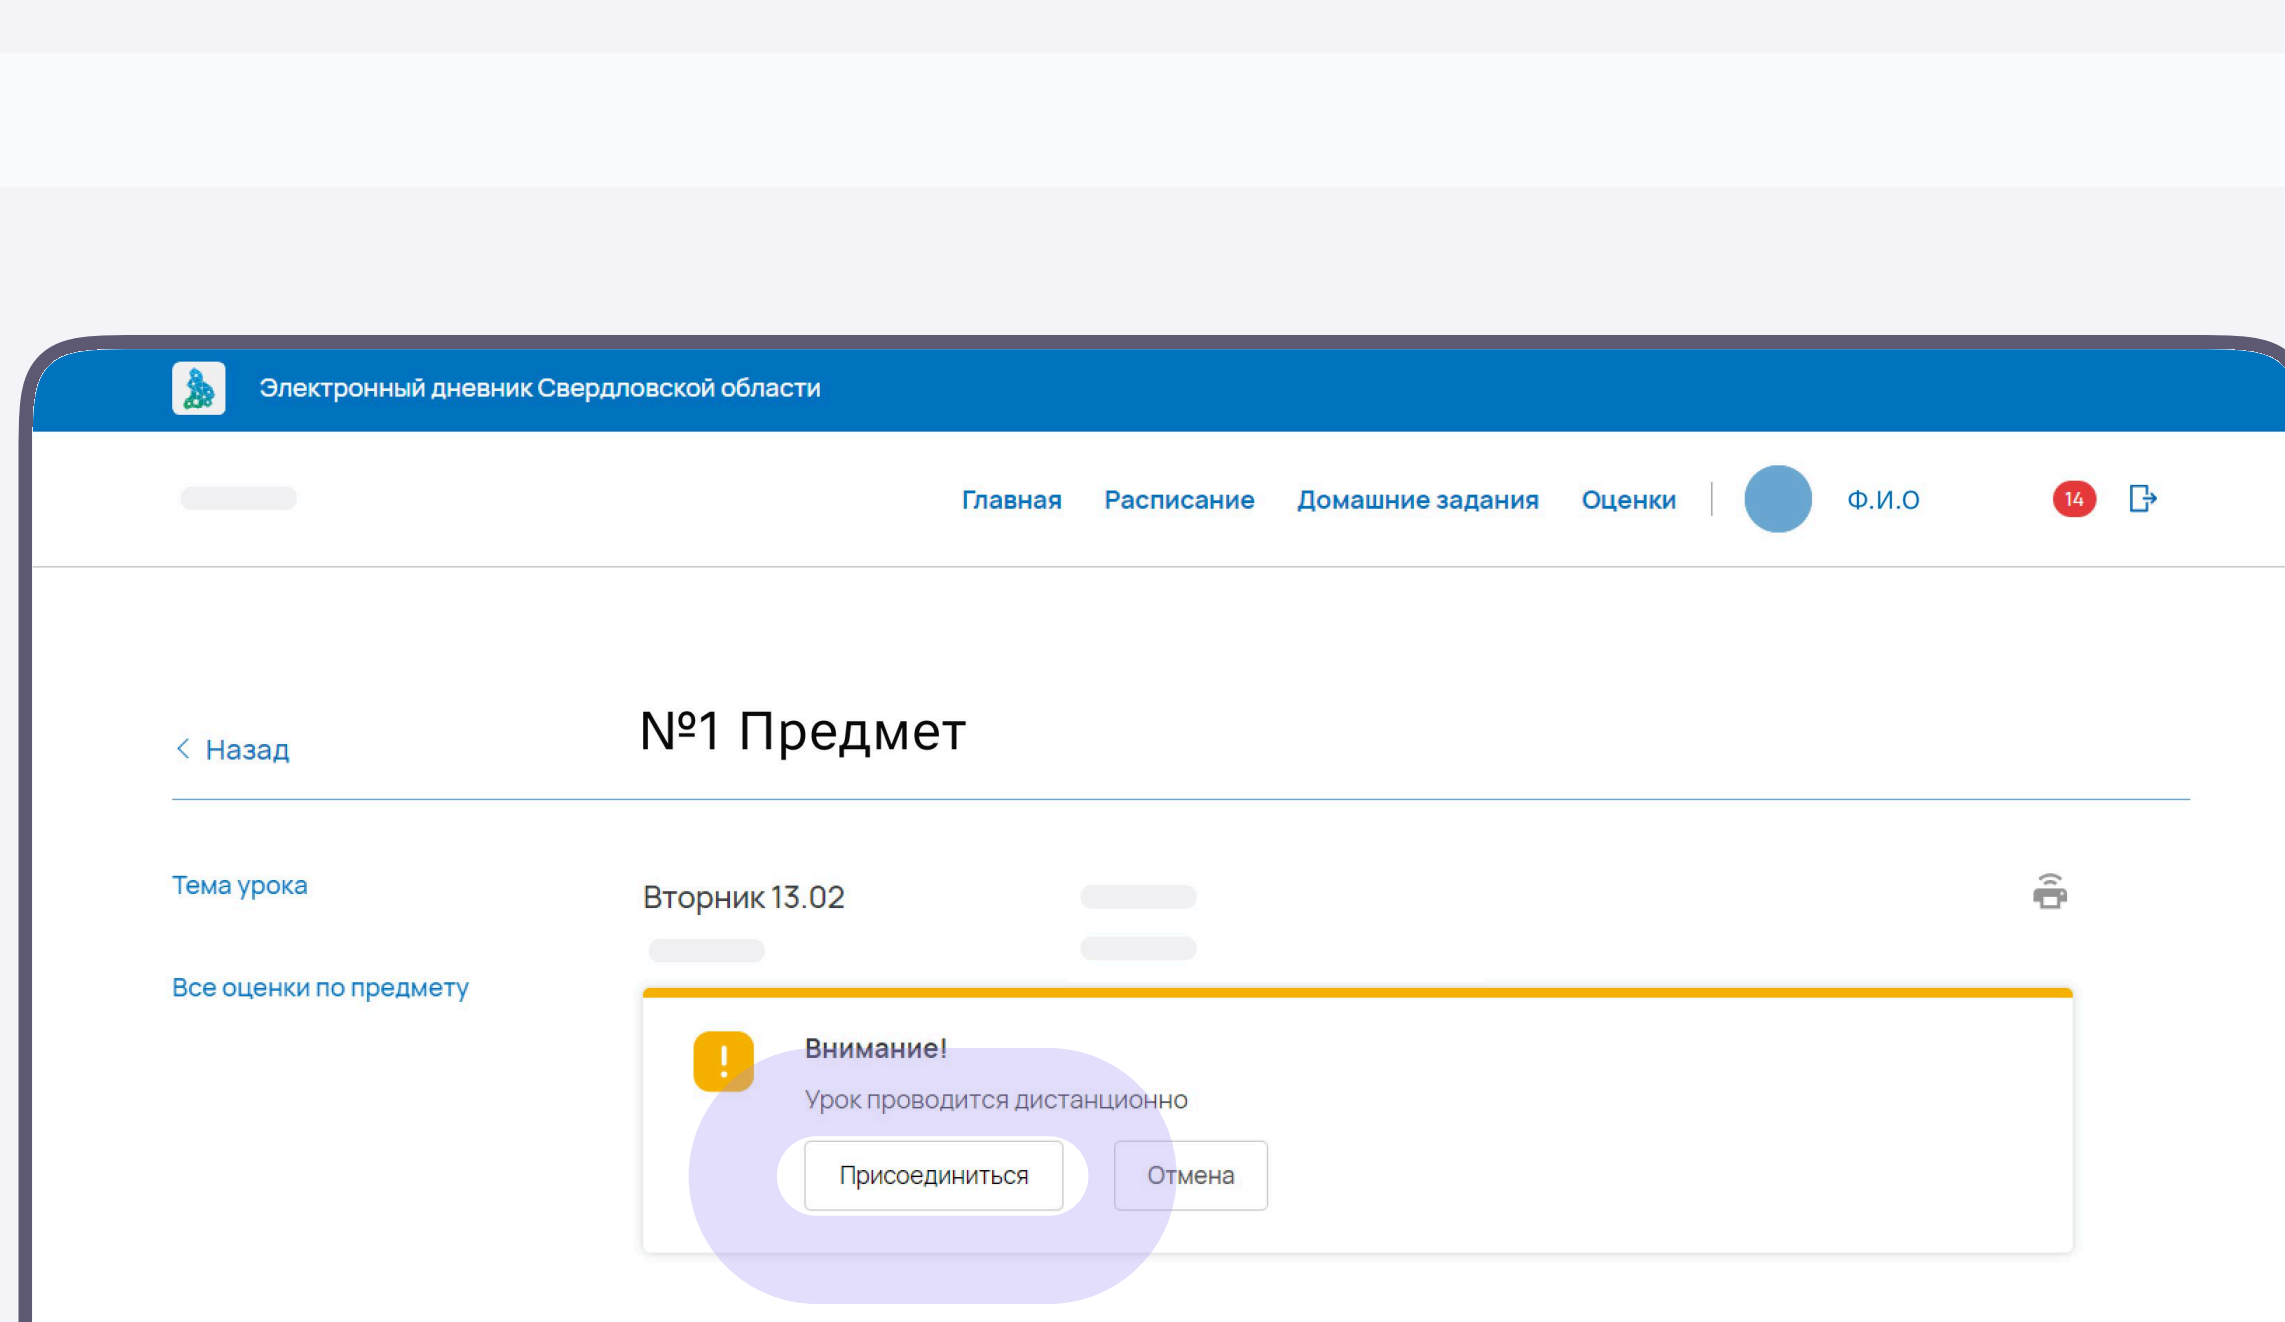 Электронный дневник Свердловской области
Главная Расписание Домашние задания Оценки Ф.И.О 14
№1 Предмет
Назад
Тема урока
Вторник 13.02
Все оценки по предмету
Внимание!
Урок проводится дистанционно
Присоединиться Отмена